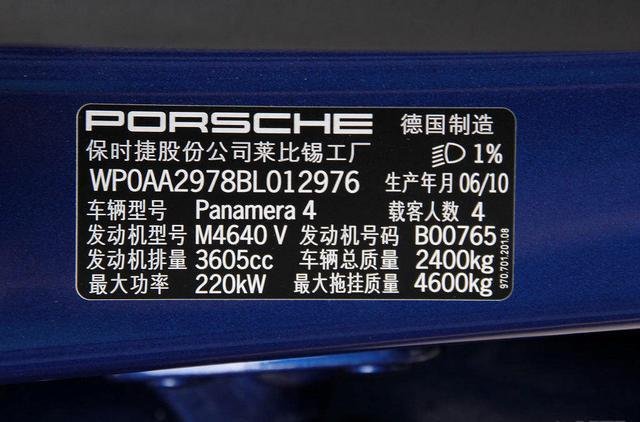 PORSCHE 德国制造
保时捷股份公司莱比锡工厂 1%
WP0AA2978BL012976 生产年月 06/10
车辆型号 Panamera 4 载客人数 4
发动机型号 M4640 V 发动机号码 B00765
发动机排量 3605cc 车辆总质量 2400kg
最大功率 220kW 最大拖挂质量 4600kg
970.701.201.08